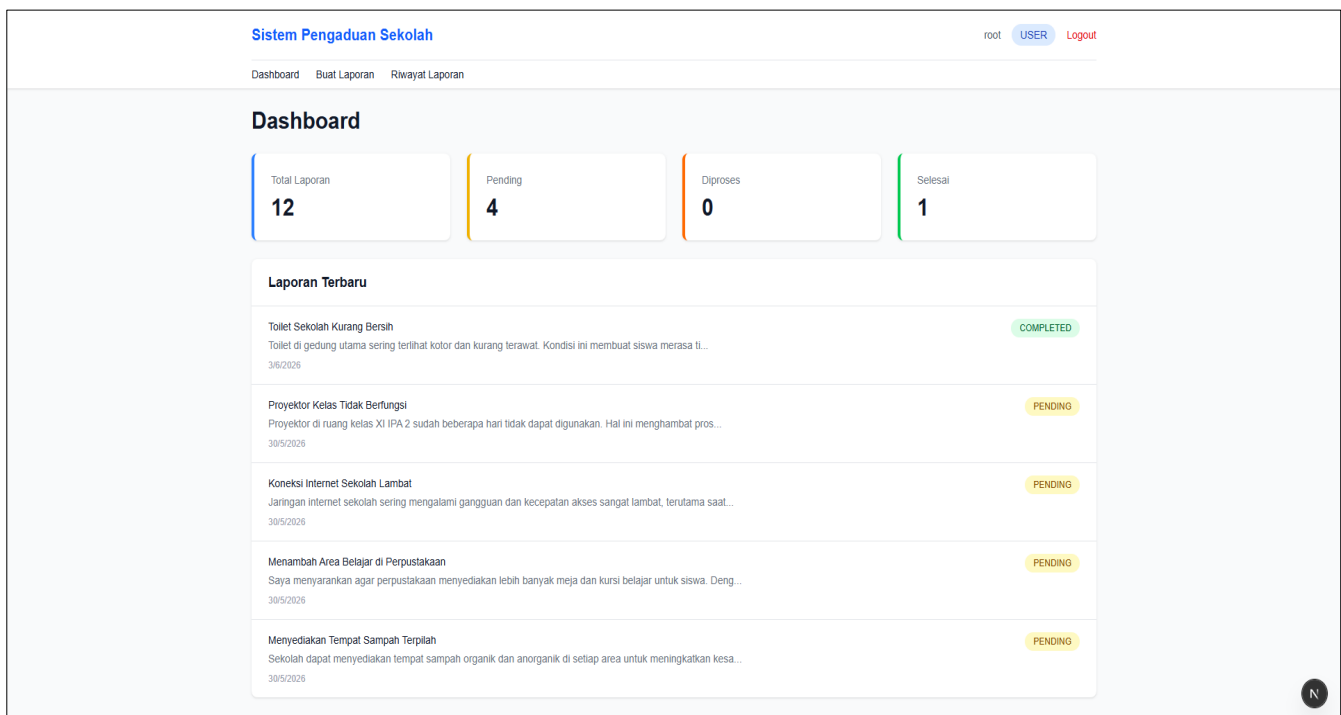 Sistem Pengaduan Sekolah
root USER Logout
Dashboard Buat Laporan Riwayat Laporan
Dashboard
Total Laporan
12
Pending
4
Diproses
0
Selesai
1
Laporan Terbaru
Toilet Sekolah Kurang Bersih
COMPLETED
Toilet di gedung utama sering terlihat kotor dan kurang terawat. Kondisi ini membuat siswa merasa ti...
3/6/2026
Proyektor Kelas Tidak Berfungsi
PENDING
Proyektor di ruang kelas XI IPA 2 sudah beberapa hari tidak dapat digunakan. Hal ini menghambat pros...
30/5/2026
Koneksi Internet Sekolah Lambat
PENDING
Jaringan internet sekolah sering mengalami gangguan dan kecepatan akses sangat lambat, terutama saat...
30/5/2026
Menambah Area Belajar di Perpustakaan
PENDING
Saya menyarankan agar perpustakaan menyediakan lebih banyak meja dan kursi belajar untuk siswa. Deng...
30/5/2026
Menyediakan Tempat Sampah Terpilah
PENDING
Sekolah dapat menyediakan tempat sampah organik dan anorganik di setiap area untuk meningkatkan kesa...
30/5/2026
N